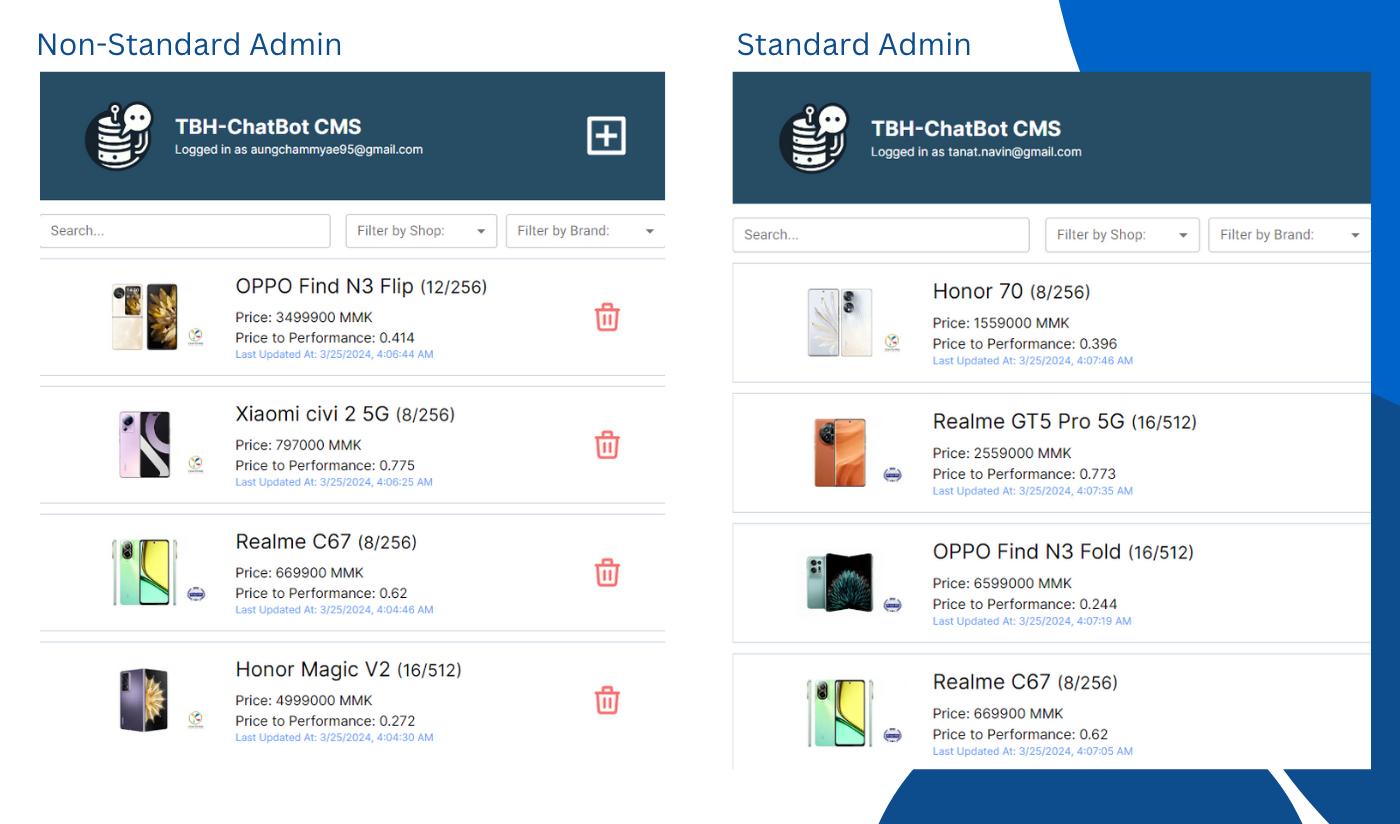 Non-Standard Admin
TBH-ChatBot CMS
Logged in as aungchammyae95@gmail.com
Search...
Filter by Shop:
Filter by Brand:
OPPO Find N3 Flip (12/256)
Price: 3499900 MMK
Price to Performance: 0.414
Last Updated At: 3/25/2024, 4:06:44 AM
Xiaomi civi 2 5G (8/256)
Price: 797000 MMK
Price to Performance: 0.775
Last Updated At: 3/25/2024, 4:06:25 AM
Realme C67 (8/256)
Price: 669900 MMK
Price to Performance: 0.62
Last Updated At: 3/25/2024, 4:04:46 AM
Honor Magic V2 (16/512)
Price: 4999000 MMK
Price to Performance: 0.272
Last Updated At: 3/25/2024, 4:04:30 AM
Standard Admin
TBH-ChatBot CMS
Logged in as tanat.navin@gmail.com
Search...
Filter by Shop:
Filter by Brand:
Honor 70 (8/256)
Price: 1559000 MMK
Price to Performance: 0.396
Last Updated At: 3/25/2024, 4:07:46 AM
Realme GT5 Pro 5G (16/512)
Price: 2559000 MMK
Price to Performance: 0.773
Last Updated At: 3/25/2024, 4:07:35 AM
OPPO Find N3 Fold (16/512)
Price: 6599000 MMK
Price to Performance: 0.244
Last Updated At: 3/25/2024, 4:07:19 AM
Realme C67 (8/256)
Price: 669900 MMK
Price to Performance: 0.62
Last Updated At: 3/25/2024, 4:07:05 AM